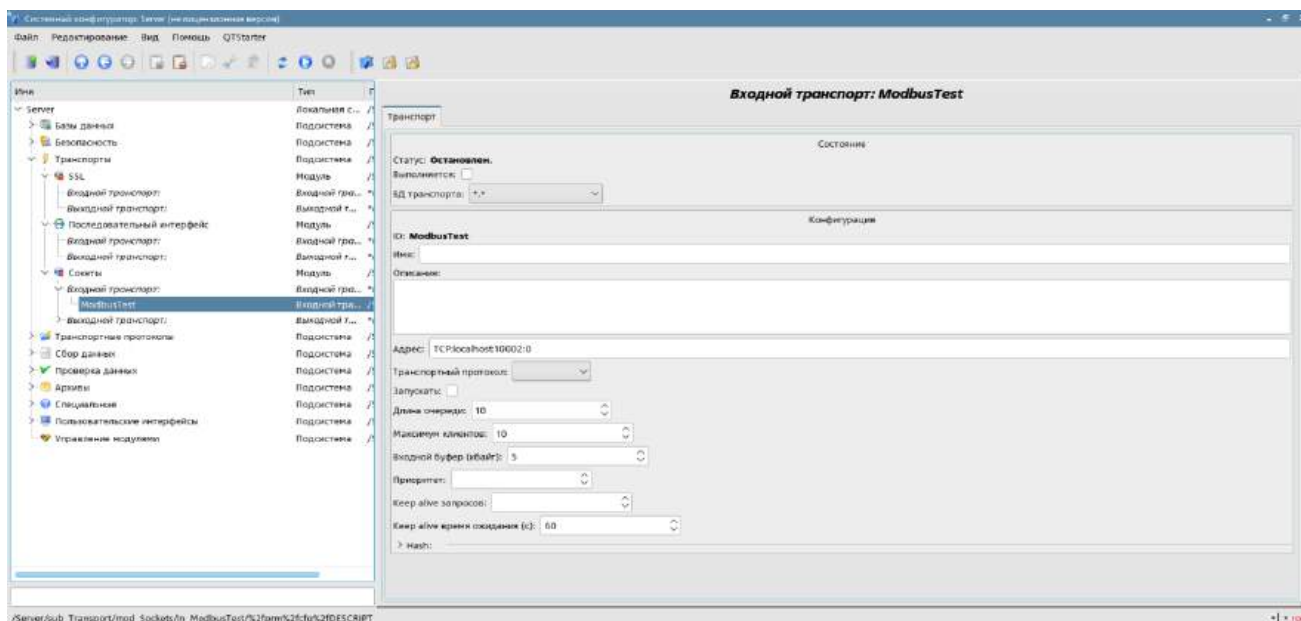 Системный конфигуратор: Server (нелицензионная версия)
Файл Редактирование Вид Помощь QTStarter
Имя Тип П
Server Локальная с... /S
Базы данных Подсистема /S
Безопасность Подсистема /S
Транспорты Подсистема /S
SSL Модуль /S
Входной транспорт: Входной тра...
Выходной транспорт: Выходной т...
Последовательный интерфейс Модуль /S
Входной транспорт: Входной тра...
Выходной транспорт: Выходной т...
Сокеты Модуль /S
Входной транспорт: Входной тра...
ModbusTest Входной тра...
Выходной транспорт: Выходной т...
Транспортные протоколы Подсистема /S
Сбор данных Подсистема /S
Проверка данных Подсистема /S
Архивы Подсистема /S
Специальные Подсистема /S
Пользовательские интерфейсы Подсистема /S
Управление модулями Подсистема /S
Входной транспорт: ModbusTest
Транспорт
Состояние
Статус: Остановлен.
Выполняется:
БД транспорта: *.*
Конфигурация
ID: ModbusTest
Имя:
Описание:
Адрес: TCP:localhost:10002:0
Транспортный протокол:
Запускать:
Длина очереди: 10
Максимум клиентов: 10
Входной буфер (кбайт): 5
Приоритет:
Keep alive запросов:
Keep alive время ожидания (с): 60
Hash:
/Server/sub_Transport/mod_Sockets/in_ModbusTest/%2fprm%2fcfg%2fDESCRIPT